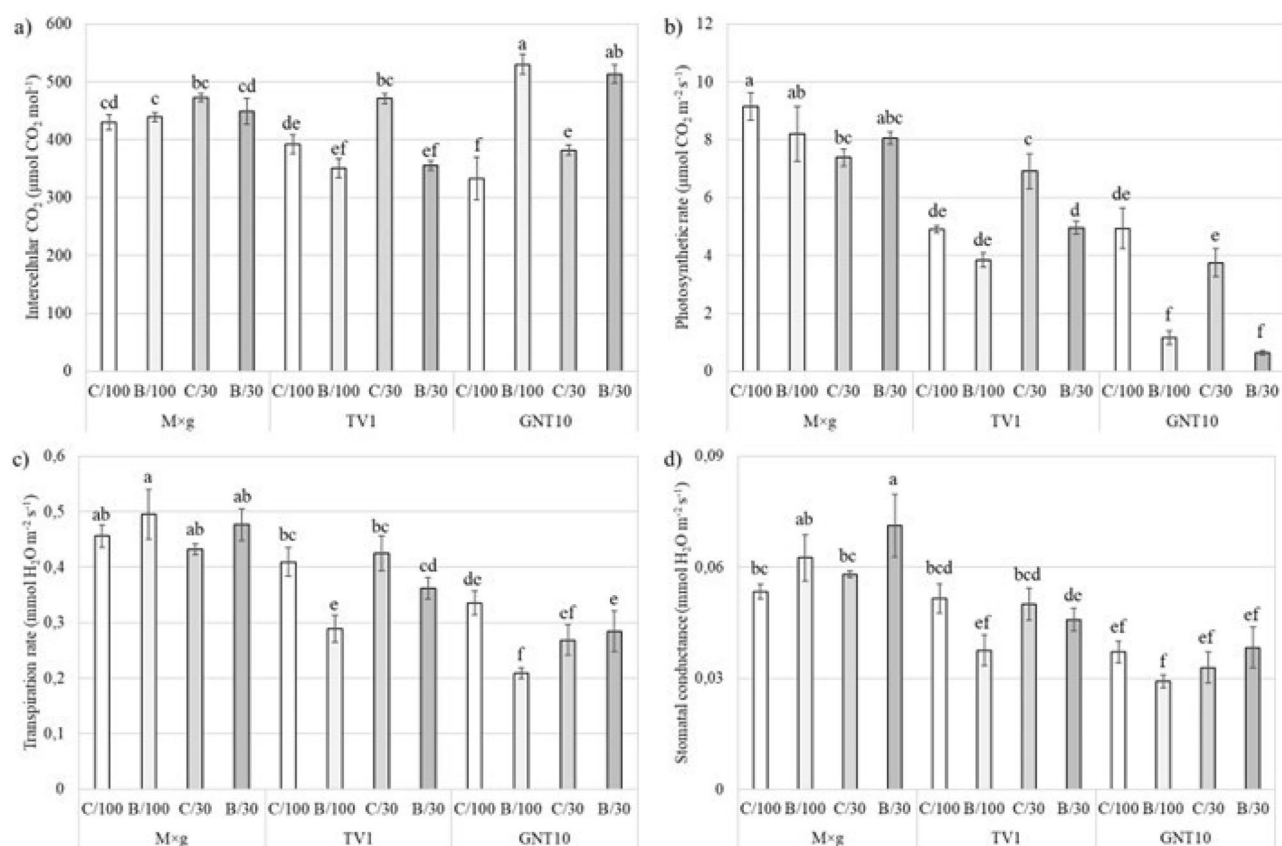 a)
Intercellular CO₂ (µmol CO₂ mol⁻¹)
600
500
400
300
200
100
0
cd
c
bc
cd
de
ef
bc
ef
f
a
e
ab
C/100 B/100 C/30 B/30 C/100 B/100 C/30 B/30 C/100 B/100 C/30 B/30
M×g TV1 GNT10
b)
Photosynthetic rate (µmol CO₂ m⁻² s⁻¹)
12
10
8
6
4
2
0
a
ab
bc
abc
de
de
c
d
de
f
e
f
C/100 B/100 C/30 B/30 C/100 B/100 C/30 B/30 C/100 B/100 C/30 B/30
M×g TV1 GNT10
c)
Transpiration rate (mmol H₂O m⁻² s⁻¹)
0,6
0,5
0,4
0,3
0,2
0,1
0
ab
a
ab
ab
bc
e
bc
cd
de
f
ef
e
C/100 B/100 C/30 B/30 C/100 B/100 C/30 B/30 C/100 B/100 C/30 B/30
M×g TV1 GNT10
d)
Stomatal conductance (mmol H₂O m⁻² s⁻¹)
0,09
0,06
0,03
0
bc
ab
bc
a
bcd
ef
bcd
de
ef
f
ef
ef
C/100 B/100 C/30 B/30 C/100 B/100 C/30 B/30 C/100 B/100 C/30 B/30
M×g TV1 GNT10